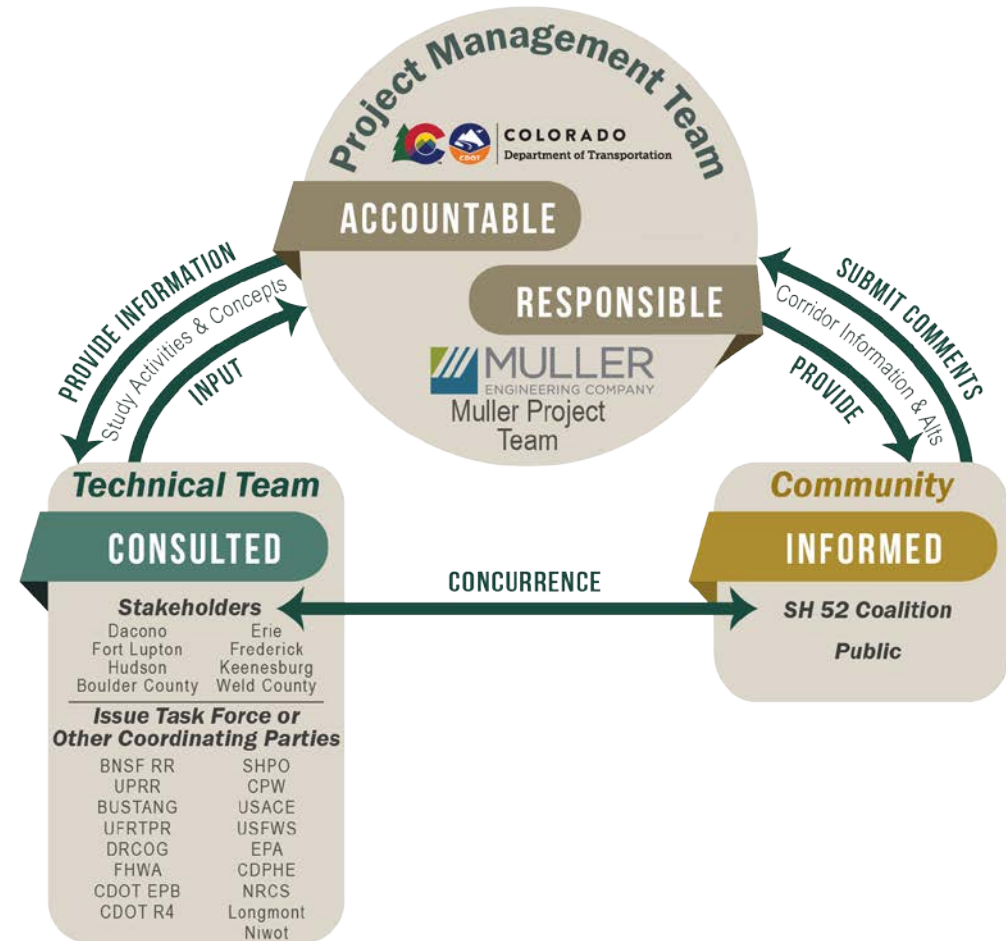 Project Management Team
COLORADO
Department of Transportation
CDOT
ACCOUNTABLE
RESPONSIBLE
MULLER
ENGINEERING COMPANY
Muller Project
Team
PROVIDE INFORMATION
Study Activities & Concepts
INPUT
SUBMIT COMMENTS
Corridor Information & Alts
PROVIDE
Technical Team
CONSULTED
Stakeholders
Dacono Erie
Fort Lupton Frederick
Hudson Keenesburg
Boulder County Weld County
Issue Task Force or
Other Coordinating Parties
BNSF RR SHPO
UPRR CPW
BUSTANG USACE
UFRTPR USFWS
DRCOG EPA
FHWA CDPHE
CDOT EPB NRCS
CDOT R4 Longmont
Niwot
CONCURRENCE
Community
INFORMED
SH 52 Coalition
Public